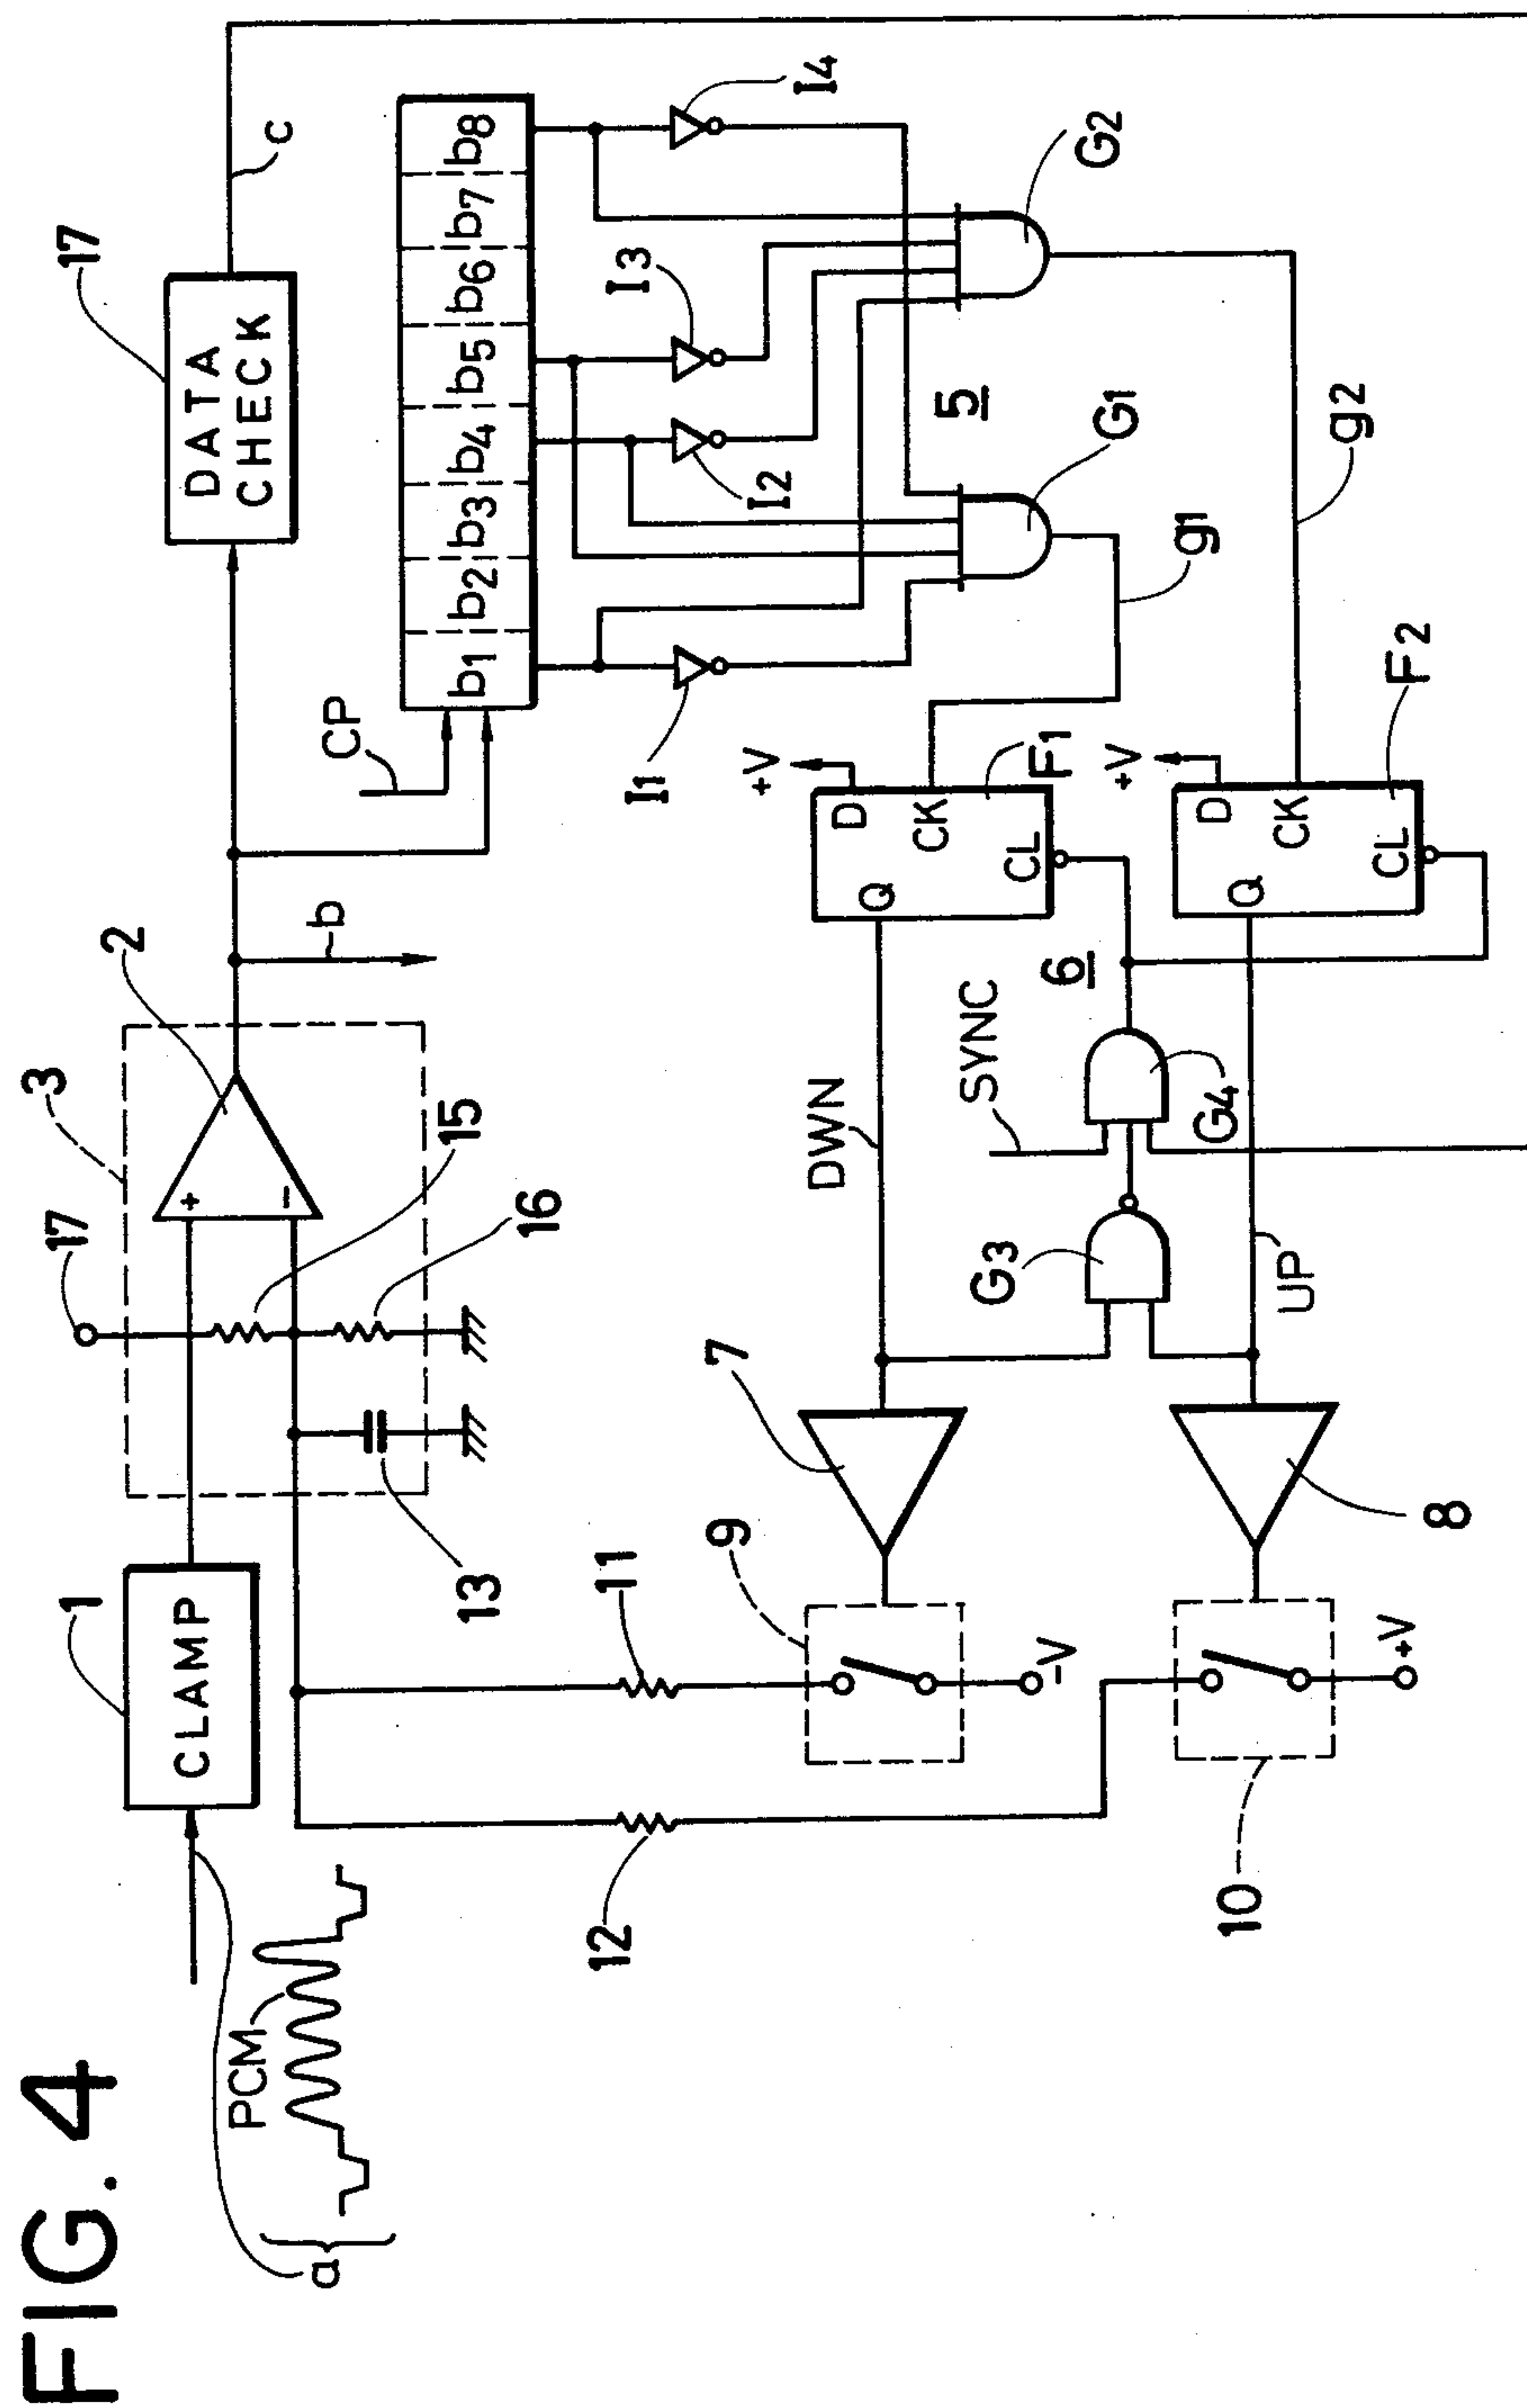 FIG. 4
a
PCM
1
CLAMP
3
2
17
+
-
15
16
13
b
17
DATA
CHECK
c
CP
b1 b2 b3 b4 b5 b6 b7 b8
I1
I2
I3
I4
5
G1
G2
g1
g2
12
11
9
-V
7
DWN
G3
SYNC
G4
6
+V
D
Q
CK
CL
F1
10
+V
8
UP
+V
D
Q
CK
CL
F2